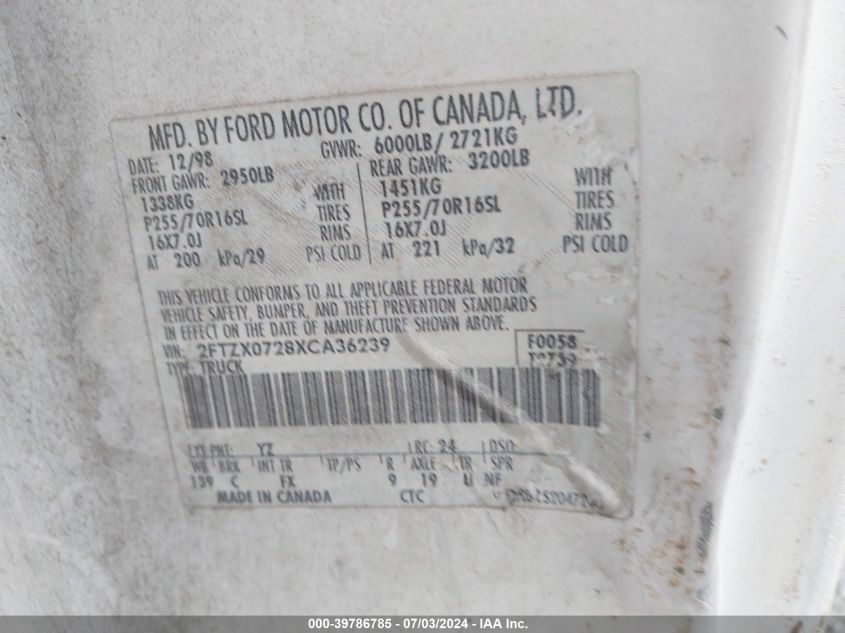 MFD. BY FORD MOTOR CO. OF CANADA, LTD.
DATE: 12/98 GVWR: 6000LB/ 2721KG
FRONT GAWR: 2950LB REAR GAWR: 3200LB
1338KG WITH 1451KG WITH
P255/70R16SL TIRES P255/70R16SL TIRES
16X7.0J RIMS 16X7.0J RIMS
AT 200 kPa/29 PSI COLD AT 221 kPa/32 PSI COLD
THIS VEHICLE CONFORMS TO ALL APPLICABLE FEDERAL MOTOR
VEHICLE SAFETY, BUMPER, AND THEFT PREVENTION STANDARDS
IN EFFECT ON THE DATE OF MANUFACTURE SHOWN ABOVE.
VIN: 2FTZX0728XCA36239 F0058
TYPE: TRUCK
EXT PNT: YZ RC: 24 DSO:
WB BRK INT TR TP/PS R AXLE TR SPR
139 C FX 9 19 NF
MADE IN CANADA CTC
000-39786785 - 07/03/2024 - IAA Inc.